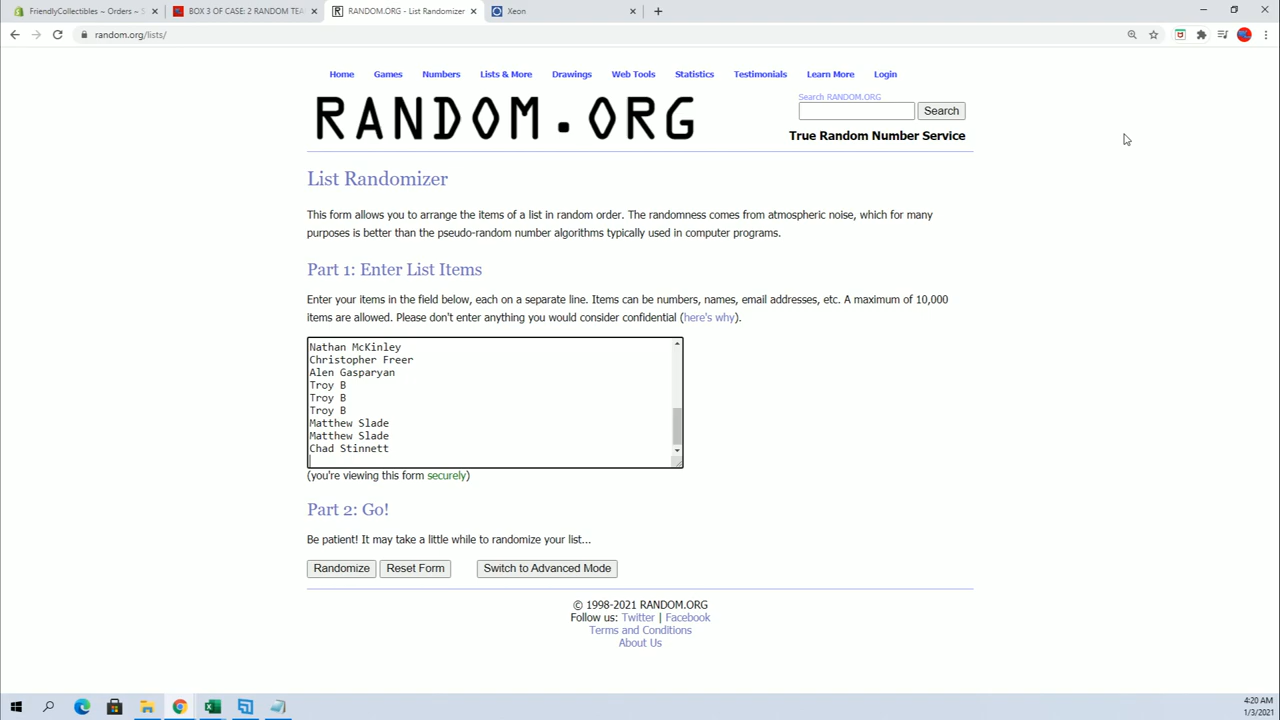 FriendlyCollectibles ~ Orders ~ S
BOX 3 OF CASE: 2 RANDOM TEA
RANDOM.ORG - List Randomizer
Xeon
random.org/lists/
Home
Games
Numbers
Lists & More
Drawings
Web Tools
Statistics
Testimonials
Learn More
Login
RANDOM.ORG
Search RANDOM.ORG
Search
True Random Number Service
List Randomizer
This form allows you to arrange the items of a list in random order. The randomness comes from atmospheric noise, which for many
purposes is better than the pseudo-random number algorithms typically used in computer programs.
Part 1: Enter List Items
Enter your items in the field below, each on a separate line. Items can be numbers, names, email addresses, etc. A maximum of 10,000
items are allowed. Please don't enter anything you would consider confidential (here's why).
Nathan McKinley
Christopher Freer
Alen Gasparyan
Troy B
Troy B
Troy B
Matthew Slade
Matthew Slade
Chad Stinnett
(you're viewing this form securely)
Part 2: Go!
Be patient! It may take a little while to randomize your list...
Randomize
Reset Form
Switch to Advanced Mode
© 1998-2021 RANDOM.ORG
Follow us: Twitter | Facebook
Terms and Conditions
About Us
4:20 AM
1/3/2021